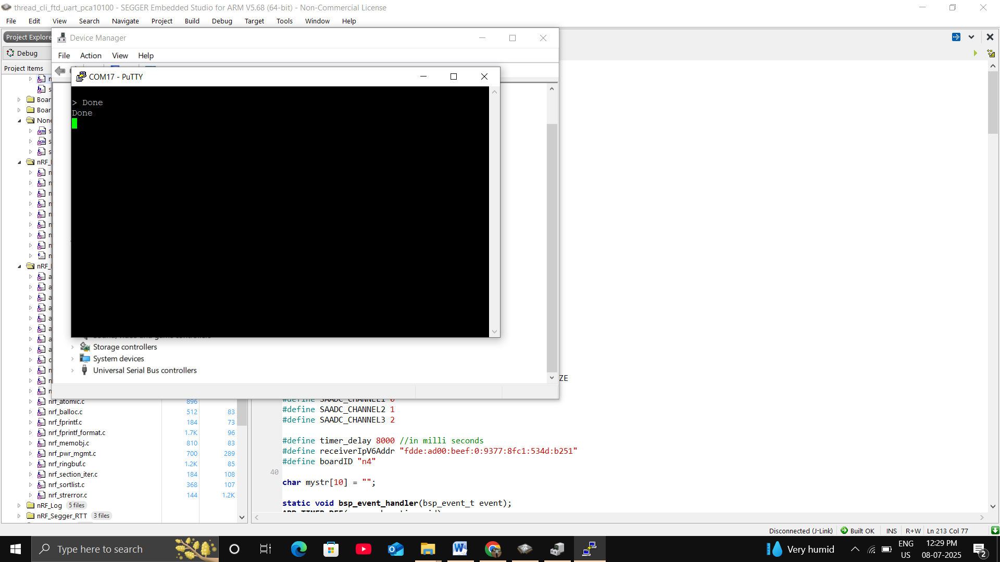 thread_cli_ftd_uart_pca10100 - SEGGER Embedded Studio for ARM V5.68 (64-bit) - Non-Commercial License
File Edit View Search Navigate Project Build Debug Target Tools Window Help
Project Explore
Debug
Project Items
Device Manager
File Action View Help
COM17 - PuTTY
> Done
Done
n
s
Boar
Boar
None
s
s
s
nRF_
n
n
n
n
n
n
n
n
n
nRF_
a
a
a
a
a
a
a
a
n
n
n
Storage controllers
System devices
Universal Serial Bus controllers
nrf_atomic.c 896
nrf_balloc.c 512 83
nrf_fprintf.c 184 73
nrf_fprintf_format.c 1.7K 96
nrf_memobj.c 810 83
nrf_pwr_mgmt.c 700 289
nrf_ringbuf.c 1.2K 85
nrf_section_iter.c 184 108
nrf_sortlist.c 368 107
nrf_strerror.c 144 1.2K
nRF_Log 5 files
nRF_Segger_RTT 3 files
ZE
#define SAADC_CHANNEL1 0
#define SAADC_CHANNEL2 1
#define SAADC_CHANNEL3 2
#define timer_delay 8000 //in milli seconds
#define receiverIpV6Addr "fdde:ad00:beef:0:9377:8fc1:534d:b251"
#define boardID "n4"
40
char mystr[10] = "";
static void bsp_event_handler(bsp_event_t event);
Disconnected (J-Link) Built OK INS R+W Ln 213 Col 77
Type here to search
Very humid
ENG
US
12:29 PM
08-07-2025
2